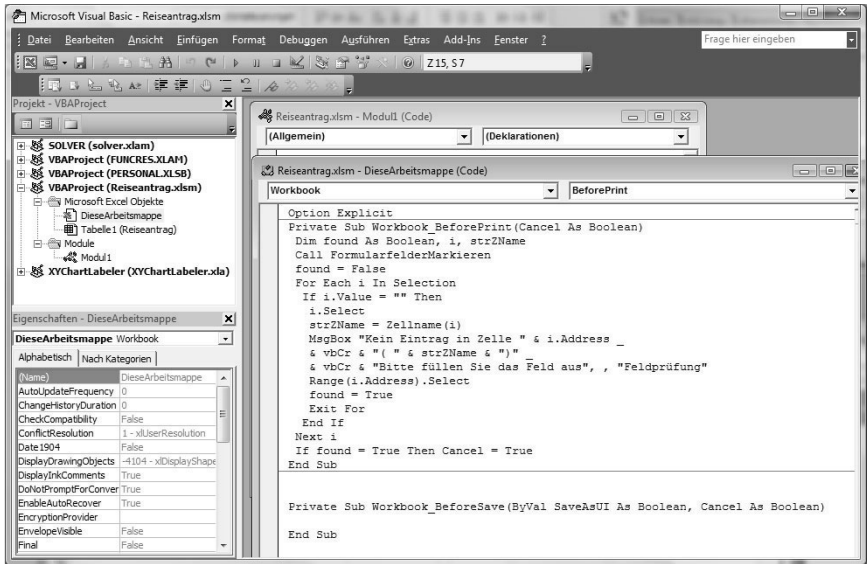 Microsoft Visual Basic - Reiseantrag.xlsm
Datei Bearbeiten Ansicht Einfügen Format Debuggen Ausführen Extras Add-Ins Fenster ?
Frage hier eingeben
Z 15, S 7
Projekt - VBAProject
SOLVER (solver.xlam)
VBAProject (FUNCRES.XLAM)
VBAProject (PERSONAL.XLSB)
VBAProject (Reiseantrag.xlsm)
Microsoft Excel Objekte
DieseArbeitsmappe
Tabelle1 (Reiseantrag)
Module
Modul1
XYChartLabeler (XYChartLabeler.xla)
Eigenschaften - DieseArbeitsmappe
DieseArbeitsmappe Workbook
Alphabetisch Nach Kategorien
(Name) DieseArbeitsmappe
AutoUpdateFrequency 0
ChangeHistoryDuration 0
CheckCompatibility False
ConflictResolution 1 - xlUserResolution
Date1904 False
DisplayDrawingObjects -4104 - xlDisplayShape
DisplayInkComments True
DoNotPromptForConver True
EnableAutoRecover True
EncryptionProvider
EnvelopeVisible False
Final False
Reiseantrag.xlsm - Modul1 (Code)
(Allgemein) (Deklarationen)
Reiseantrag.xlsm - DieseArbeitsmappe (Code)
Workbook BeforePrint
Option Explicit
Private Sub Workbook_BeforePrint(Cancel As Boolean)
Dim found As Boolean, i, strZName
Call FormularfelderMarkieren
found = False
For Each i In Selection
If i.Value = "" Then
i.Select
strZName = Zellname(i)
MsgBox "Kein Eintrag in Zelle " & i.Address _
& vbCr & "( " & strZName & ")" _
& vbCr & "Bitte füllen Sie das Feld aus", , "Feldprüfung"
Range(i.Address).Select
found = True
Exit For
End If
Next i
If found = True Then Cancel = True
End Sub
Private Sub Workbook_BeforeSave(ByVal SaveAsUI As Boolean, Cancel As Boolean)
End Sub